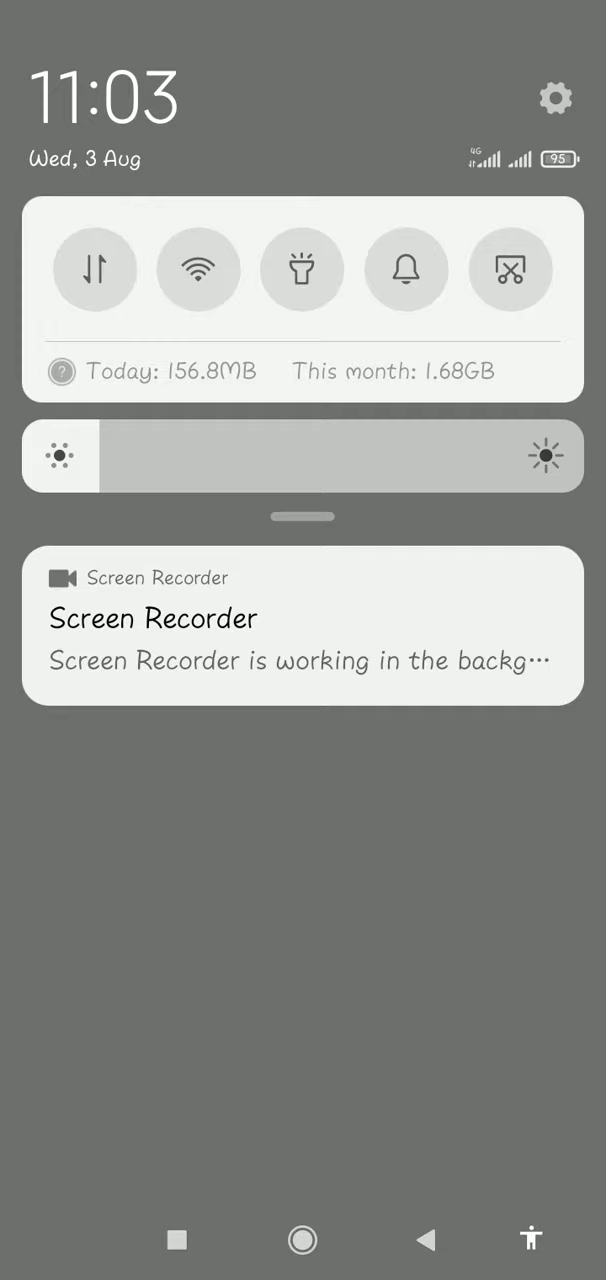 11:03
Wed, 3 Aug
4G
95
Today: 156.8MB This month: 1.68GB
Screen Recorder
Screen Recorder
Screen Recorder is working in the backg...